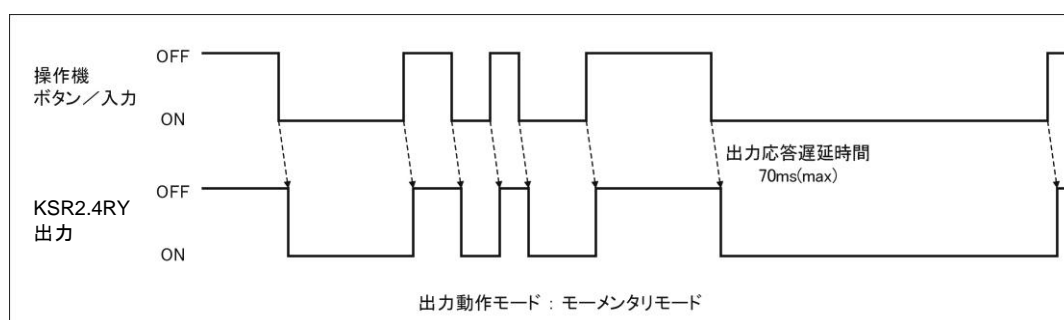 OFF
操作機
ボタン／入力
ON
出力応答遅延時間
70ms(max)
OFF
KSR2.4RY
出力
ON
出力動作モード : モーメンタリモード